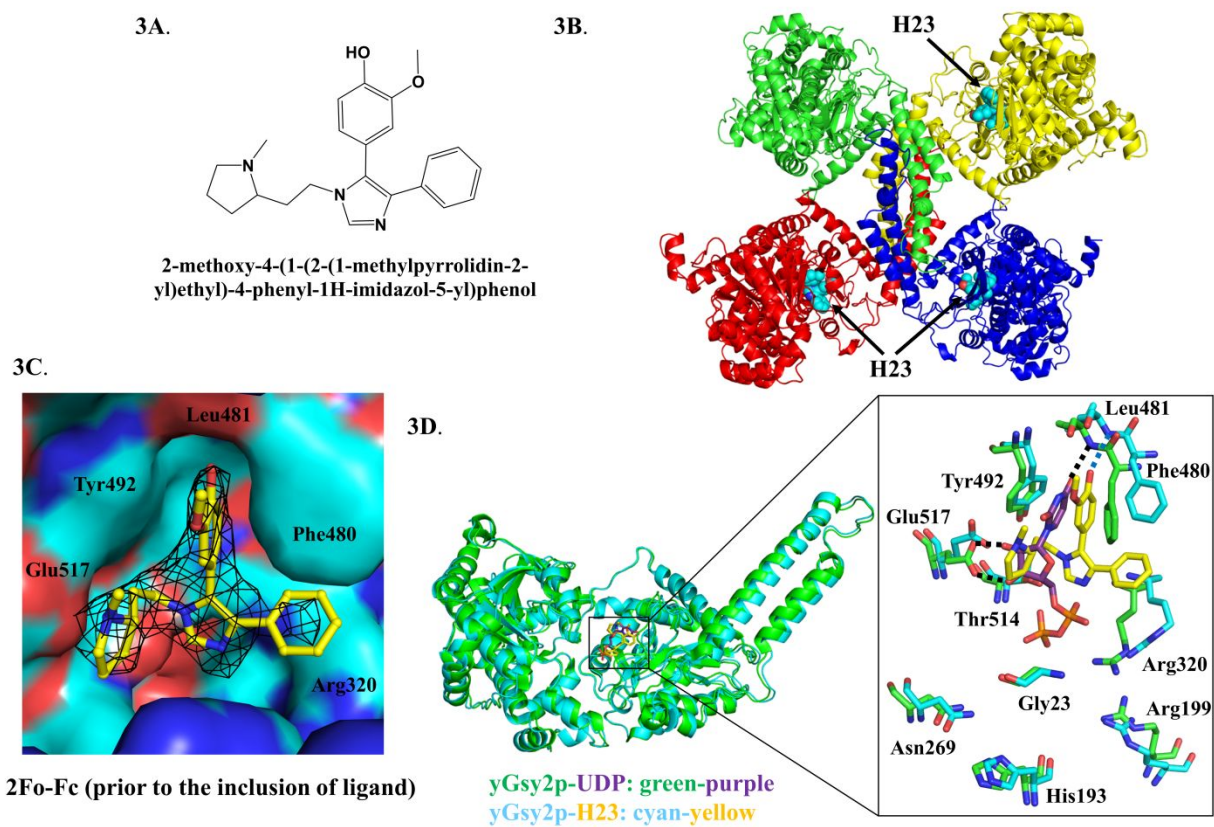 3A.
HO
O
N
N
N
2-methoxy-4-(1-(2-(1-methylpyrrolidin-2-
yl)ethyl)-4-phenyl-1H-imidazol-5-yl)phenol
3B.
H23
H23
3C.
Leu481
Tyr492
Phe480
Glu517
Arg320
2Fo-Fc (prior to the inclusion of ligand)
3D.
Leu481
Tyr492
Phe480
Glu517
Thr514
Arg320
Gly23
Arg199
Asn269
His193
yGsy2p-UDP: green-purple
yGsy2p-H23: cyan-yellow